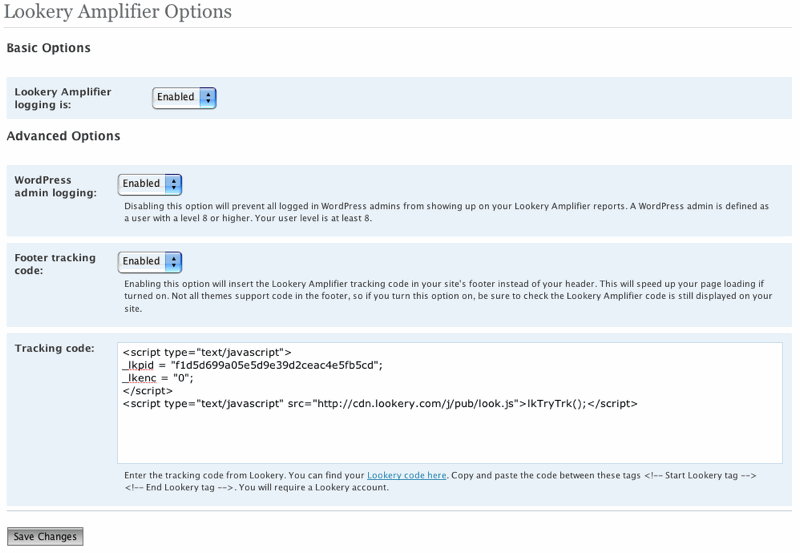 Lookery Amplifier Options
Basic Options
Lookery Amplifier
logging is:
Enabled
Advanced Options
WordPress
admin logging:
Enabled
Disabling this option will prevent all logged in WordPress admins from showing up on your Lookery Amplifier reports. A WordPress admin is defined as
a user with a level 8 or higher. Your user level is at least 8.
Footer tracking
code:
Enabled
Enabling this option will insert the Lookery Amplifier tracking code in your site's footer instead of your header. This will speed up your page loading if
turned on. Not all themes support code in the footer, so if you turn this option on, be sure to check the Lookery Amplifier code is still displayed on your
site.
Tracking code:
<script type="text/javascript">
_lkpid = "f1d5d699a05e5d9e39d2ceac4e5fb5cd";
_lkenc = "0";
</script>
<script type="text/javascript" src="http://cdn.lookery.com/j/pub/look.js">lkTryTrk();</script>
Enter the tracking code from Lookery. You can find your Lookery code here. Copy and paste the code between these tags <!-- Start Lookery tag -->
<!-- End Lookery tag -->. You will require a Lookery account.
Save Changes